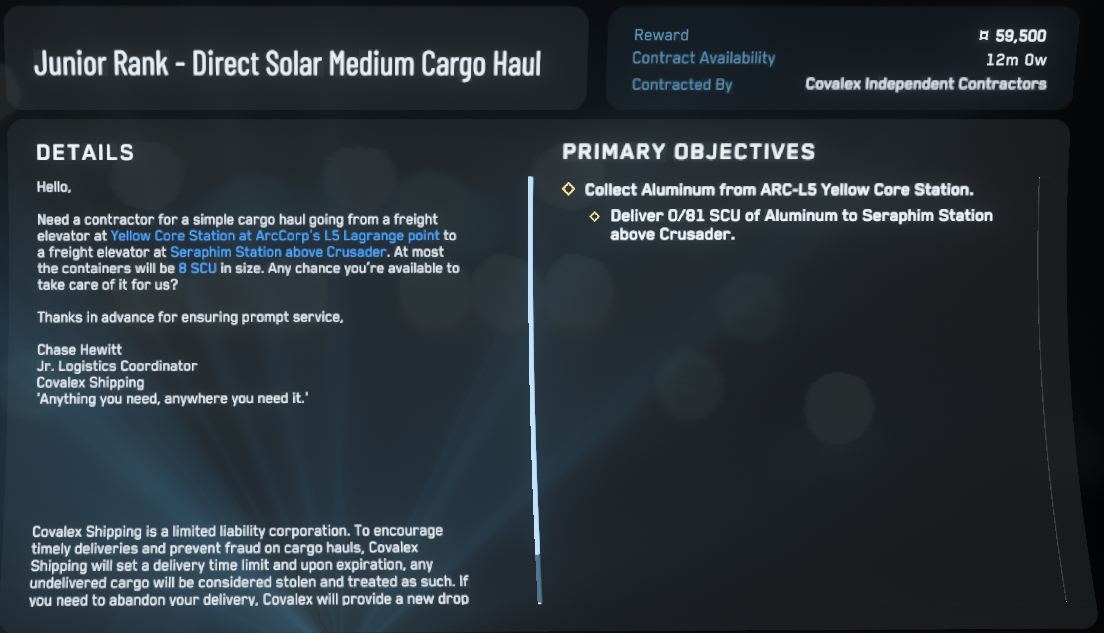 Junior Rank - Direct Solar Medium Cargo Haul
Reward ¤ 59,500
Contract Availability 12m 0w
Contracted By Covalex Independent Contractors
DETAILS
Hello,
Need a contractor for a simple cargo haul going from a freight
elevator at Yellow Core Station at ArcCorp's L5 Lagrange point to
a freight elevator at Seraphim Station above Crusader. At most
the containers will be 8 SCU in size. Any chance you're available to
take care of it for us?
Thanks in advance for ensuring prompt service,
Chase Hewitt
Jr. Logistics Coordinator
Covalex Shipping
'Anything you need, anywhere you need it.'
Covalex Shipping is a limited liability corporation. To encourage
timely deliveries and prevent fraud on cargo hauls, Covalex
Shipping will set a delivery time limit and upon expiration, any
undelivered cargo will be considered stolen and treated as such. If
you need to abandon your delivery, Covalex will provide a new drop
PRIMARY OBJECTIVES
Collect Aluminum from ARC-L5 Yellow Core Station.
Deliver 0/81 SCU of Aluminum to Seraphim Station
above Crusader.